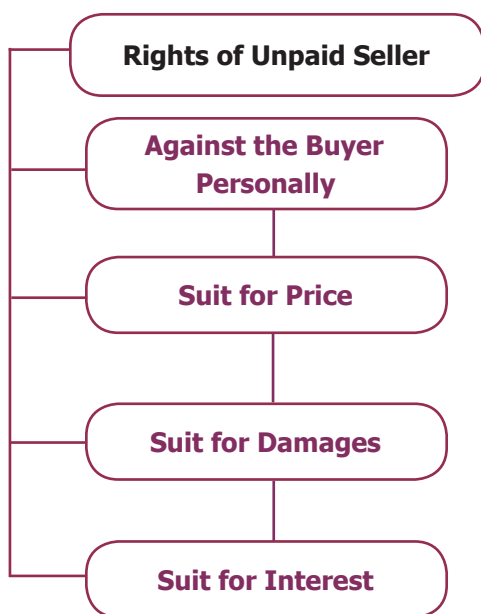 Rights of Unpaid Seller
Against the Buyer
Personally
Suit for Price
Suit for Damages
Suit for Interest